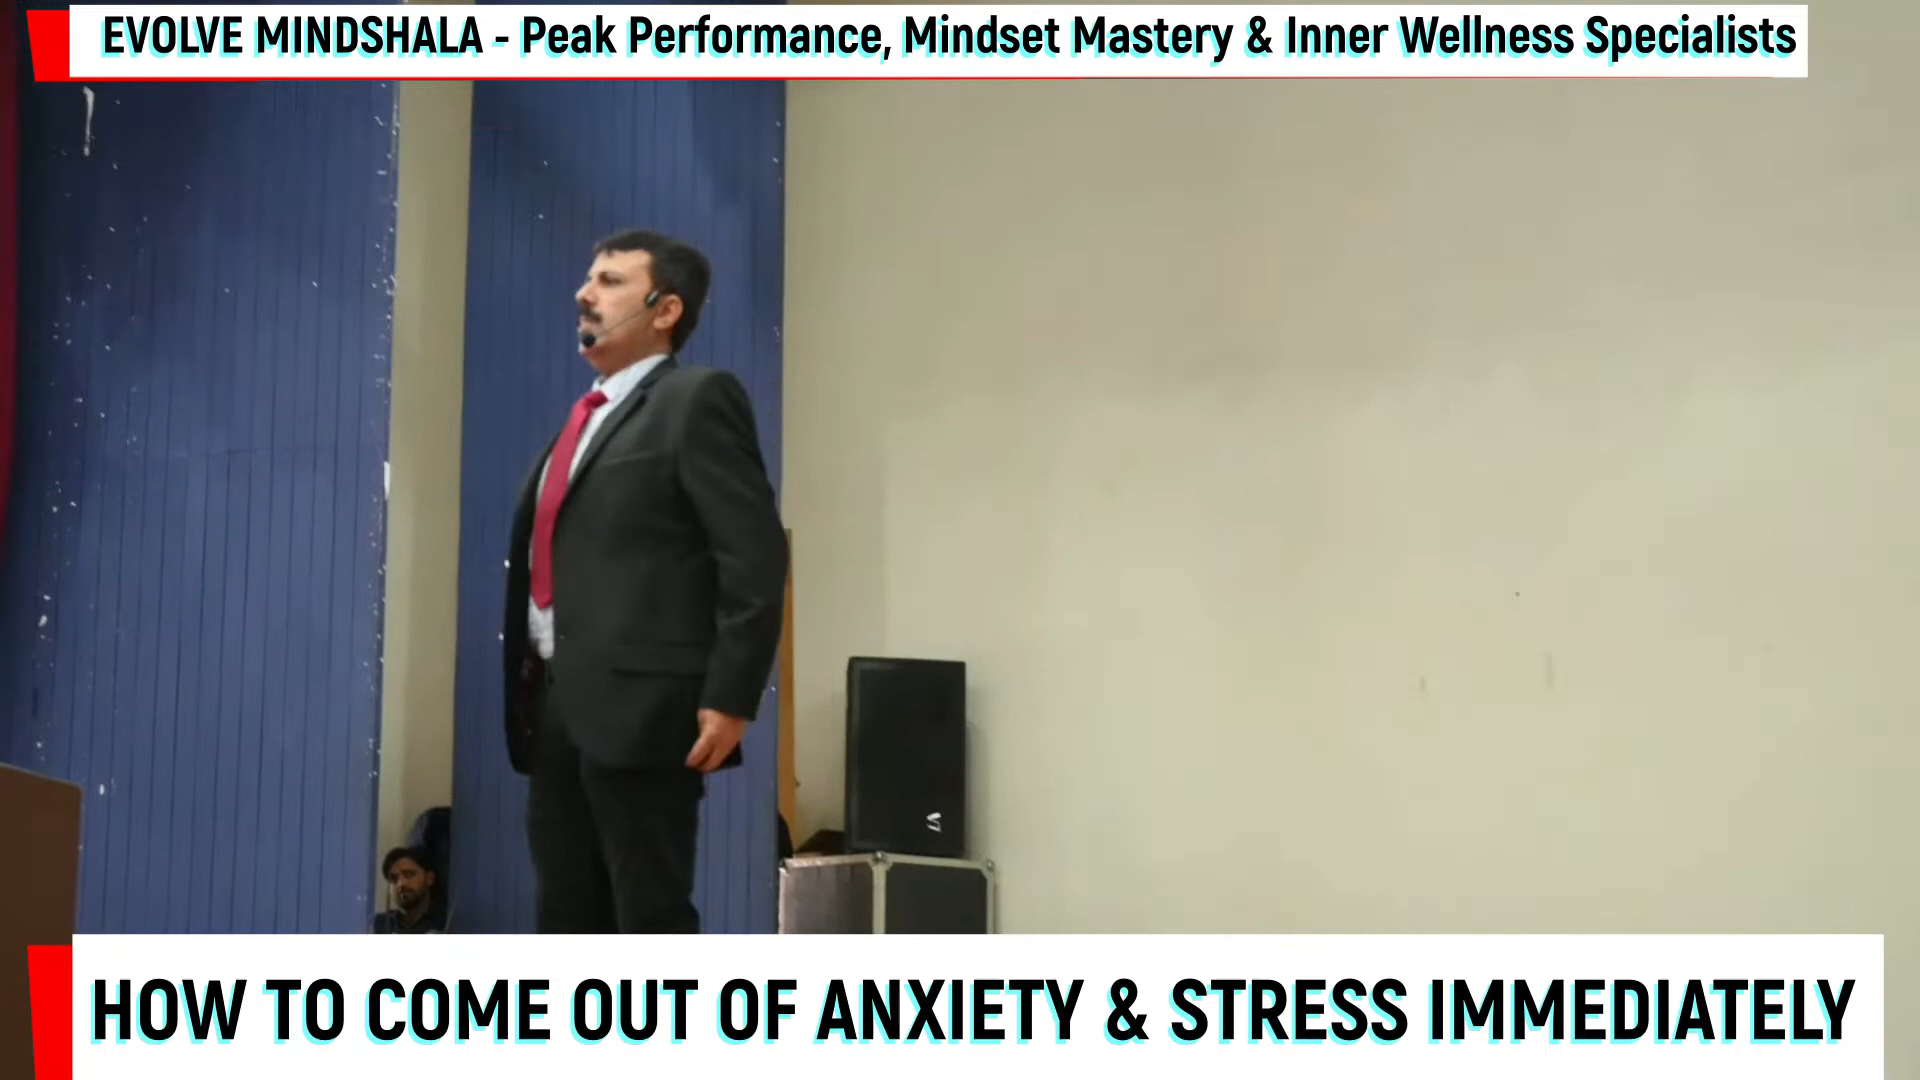 EVOLVE MINDSHALA - Peak Performance, Mindset Mastery & Inner Wellness Specialists
HOW TO COME OUT OF ANXIETY & STRESS IMMEDIATELY